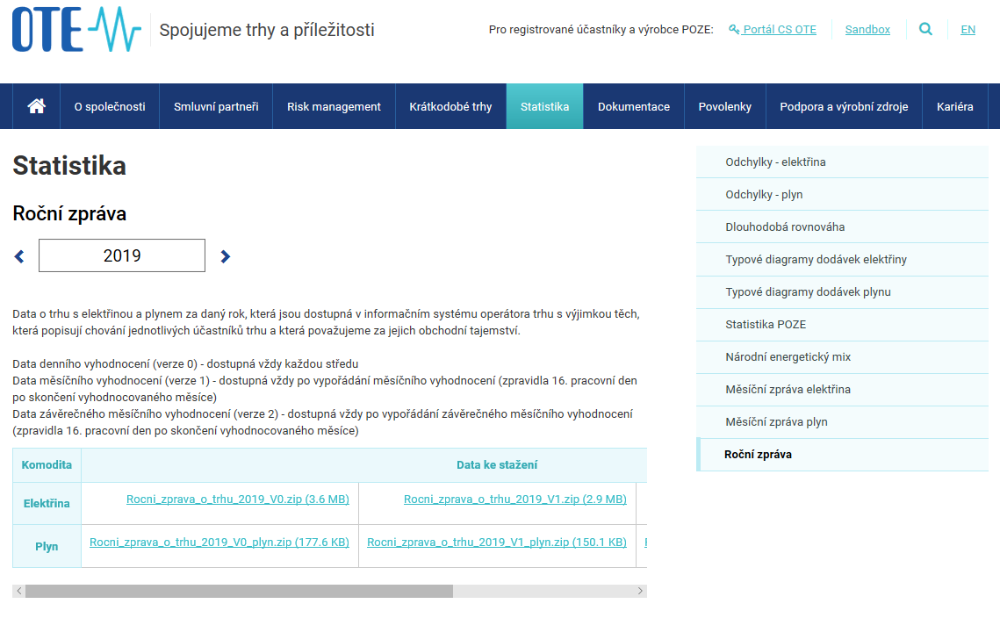 OTE
Spojujeme trhy a příležitosti
Pro registrované účastníky a výrobce POZE: Portál CS OTE Sandbox EN
O společnosti Smluvní partneři Risk management Krátkodobé trhy Statistika Dokumentace Povolenky Podpora a výrobní zdroje Kariéra
Statistika
Roční zpráva
2019
Data o trhu s elektřinou a plynem za daný rok, která jsou dostupná v informačním systému operátora trhu s výjimkou těch,
která popisují chování jednotlivých účastníků trhu a která považujeme za jejich obchodní tajemství.
Data denního vyhodnocení (verze 0) - dostupná vždy každou středu
Data měsíčního vyhodnocení (verze 1) - dostupná vždy po vypořádání měsíčního vyhodnocení (zpravidla 16. pracovní den
po skončení vyhodnocovaného měsíce)
Data závěrečného měsíčního vyhodnocení (verze 2) - dostupná vždy po vypořádání závěrečného měsíčního vyhodnocení
(zpravidla 16. pracovní den po skončení vyhodnocovaného měsíce)
Komodita Data ke stažení
Elektřina Rocni_zprava_o_trhu_2019_V0.zip (3.6 MB) Rocni_zprava_o_trhu_2019_V1.zip (2.9 MB)
Plyn Rocni_zprava_o_trhu_2019_V0_plyn.zip (177.6 KB) Rocni_zprava_o_trhu_2019_V1_plyn.zip (150.1 KB)
Odchylky - elektřina
Odchylky - plyn
Dlouhodobá rovnováha
Typové diagramy dodávek elektřiny
Typové diagramy dodávek plynu
Statistika POZE
Národní energetický mix
Měsíční zpráva elektřina
Měsíční zpráva plyn
Roční zpráva